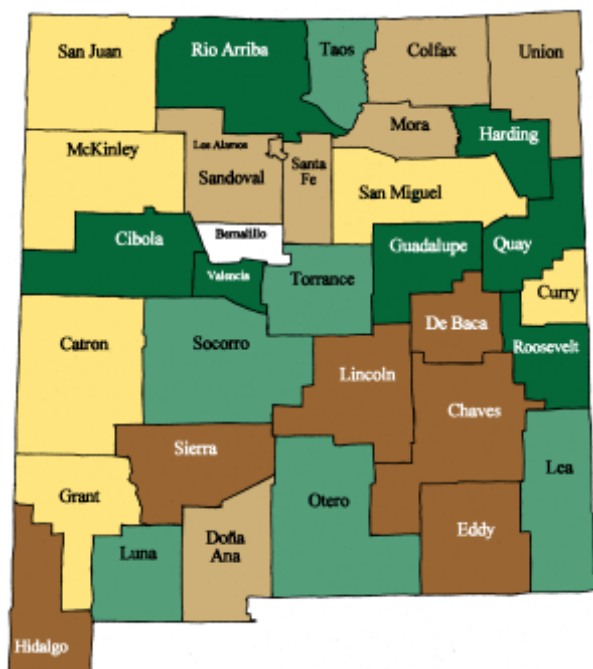 San Juan
Rio Arriba
Taos
Colfax
Union
McKinley
Los Alamos
Sandoval
Santa
Fe
Mora
Harding
San Miguel
Cibola
Bernalillo
Valencia
Torrance
Guadalupe
Quay
Curry
Catron
Socorro
De Baca
Roosevelt
Lincoln
Chaves
Sierra
Grant
Luna
Doña
Ana
Otero
Eddy
Lea
Hidalgo